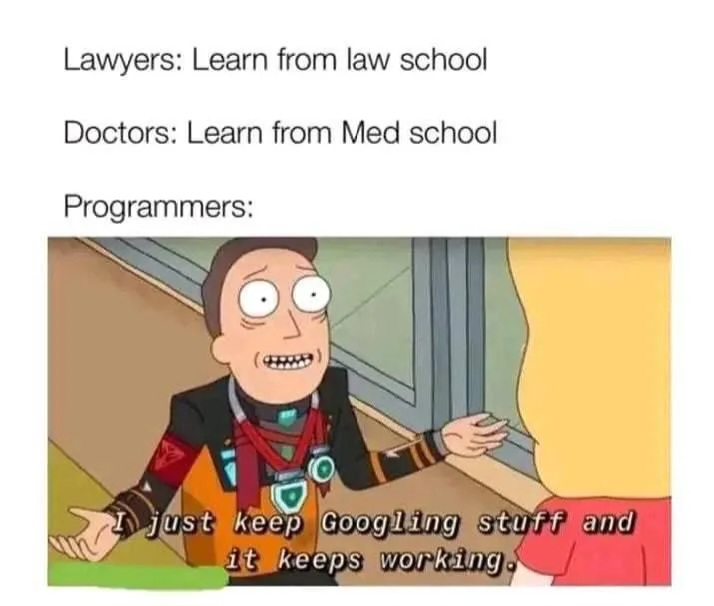 Lawyers: Learn from law school
Doctors: Learn from Med school
Programmers:
I just keep Googling stuff and
it keeps working.